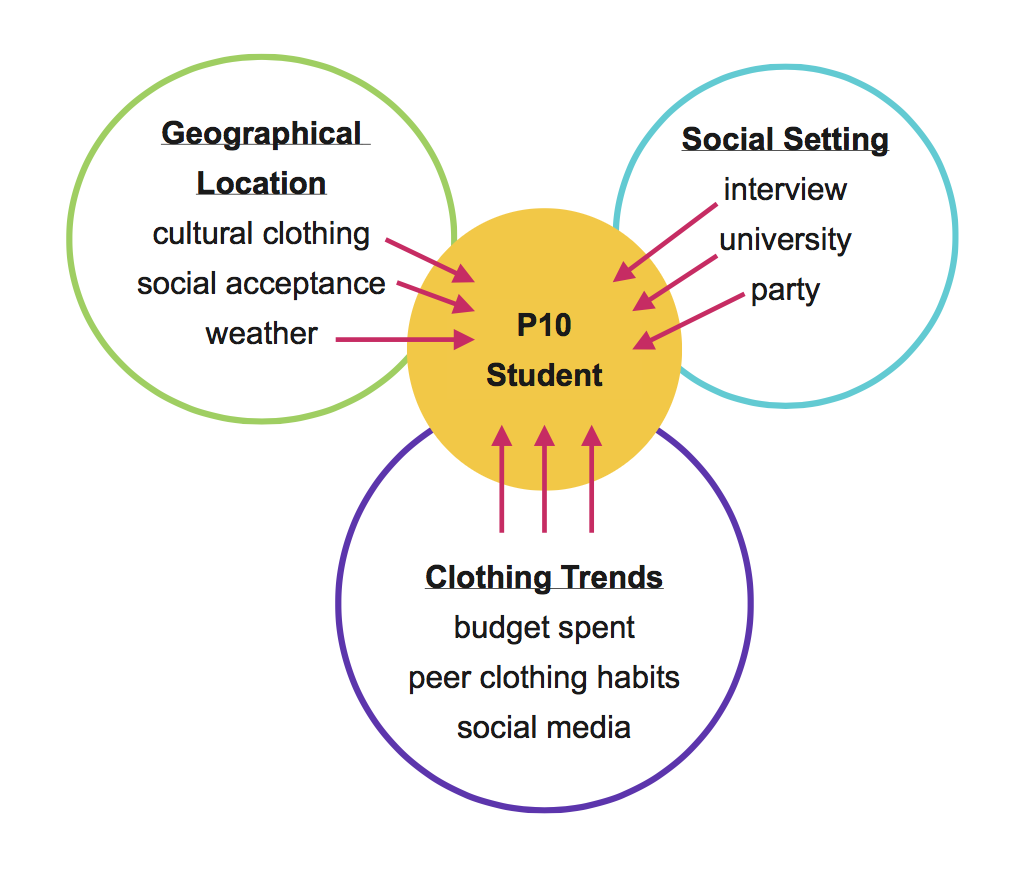 Geographical
Location
cultural clothing
social acceptance
weather
Social Setting
interview
university
party
P10
Student
Clothing Trends
budget spent
peer clothing habits
social media